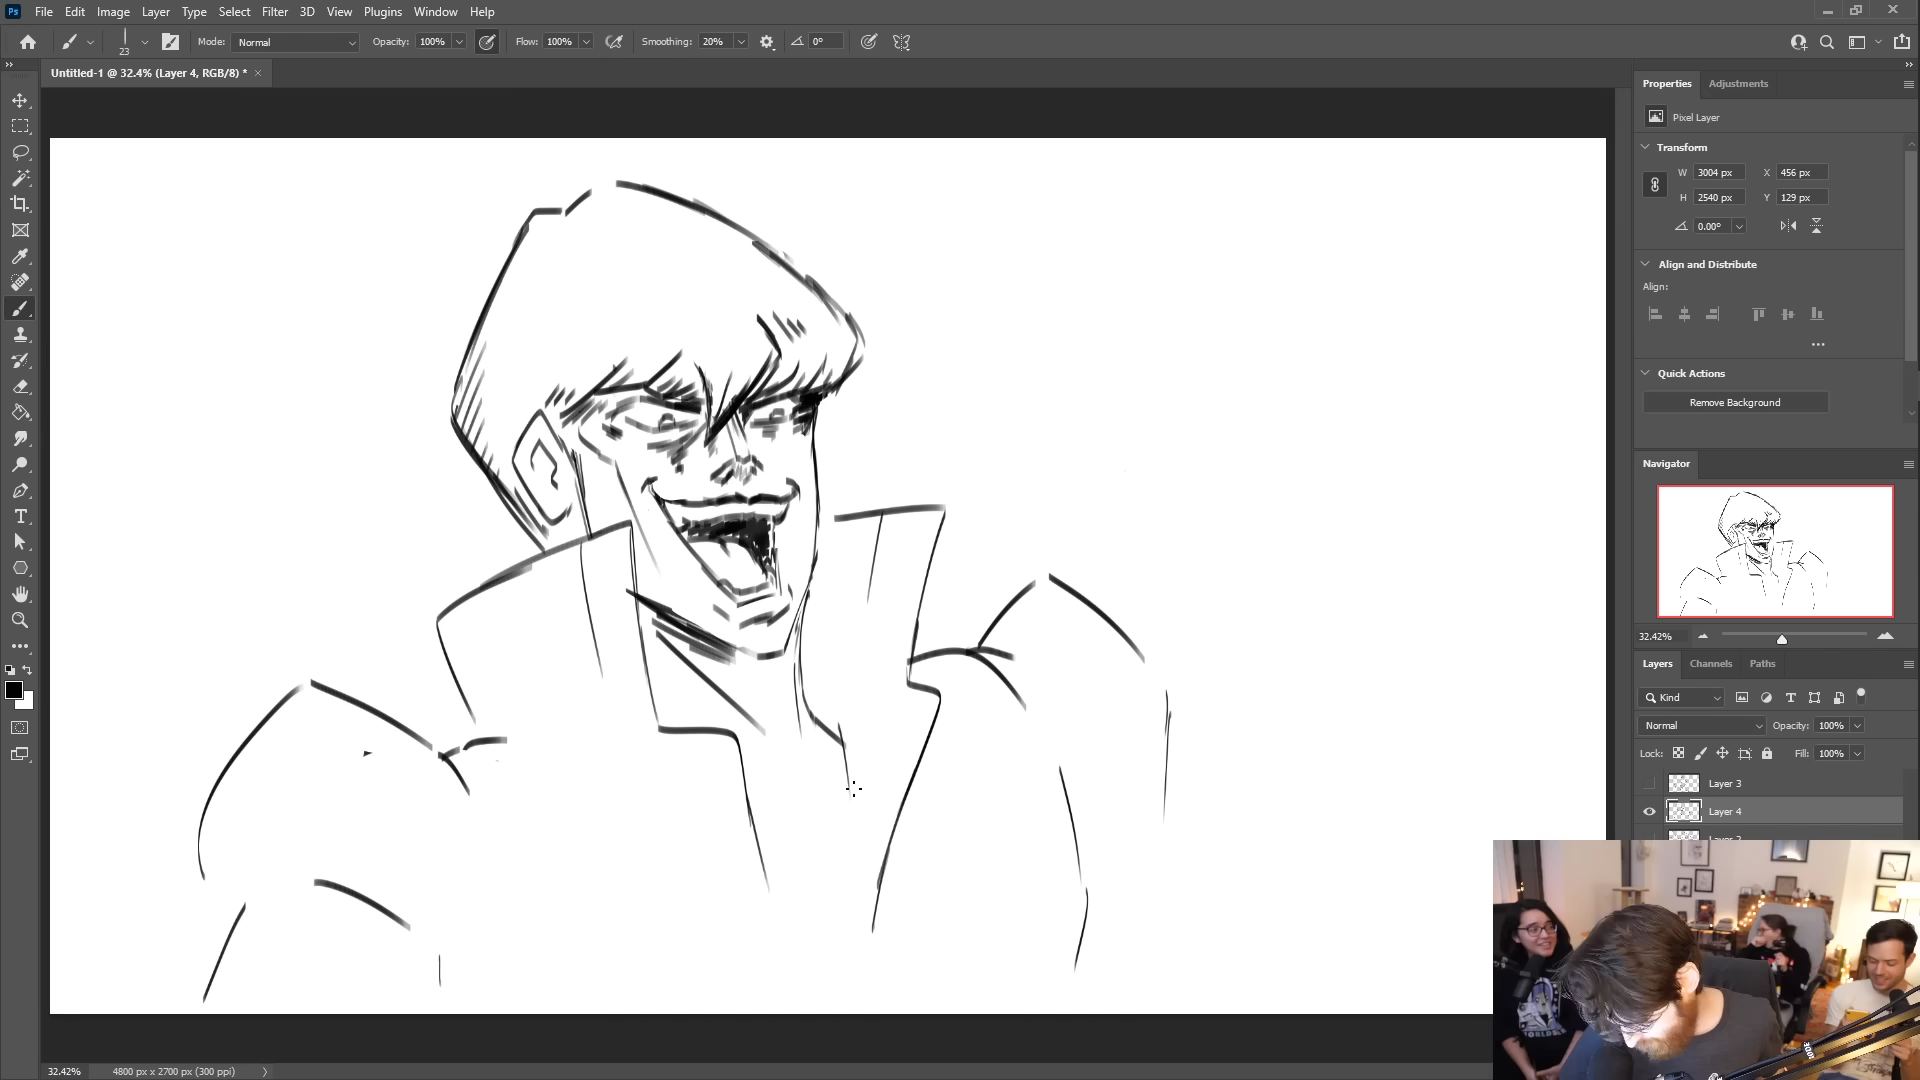 Ps File Edit Image Layer Type Select Filter 3D View Plugins Window Help
23 Mode: Normal Opacity: 100% Flow: 100% Smoothing: 20% 0°
Untitled-1 @ 32.4% (Layer 4, RGB/8) *
Properties Adjustments
Pixel Layer
Transform
W 3004 px X 456 px
H 2540 px Y 129 px
0.00°
Align and Distribute
Align:
Quick Actions
Remove Background
Navigator
32.42%
Layers Channels Paths
Kind
Normal Opacity: 100%
Lock: Fill: 100%
Layer 3
Layer 4
32.42% 4800 px x 2700 px (300 ppi)